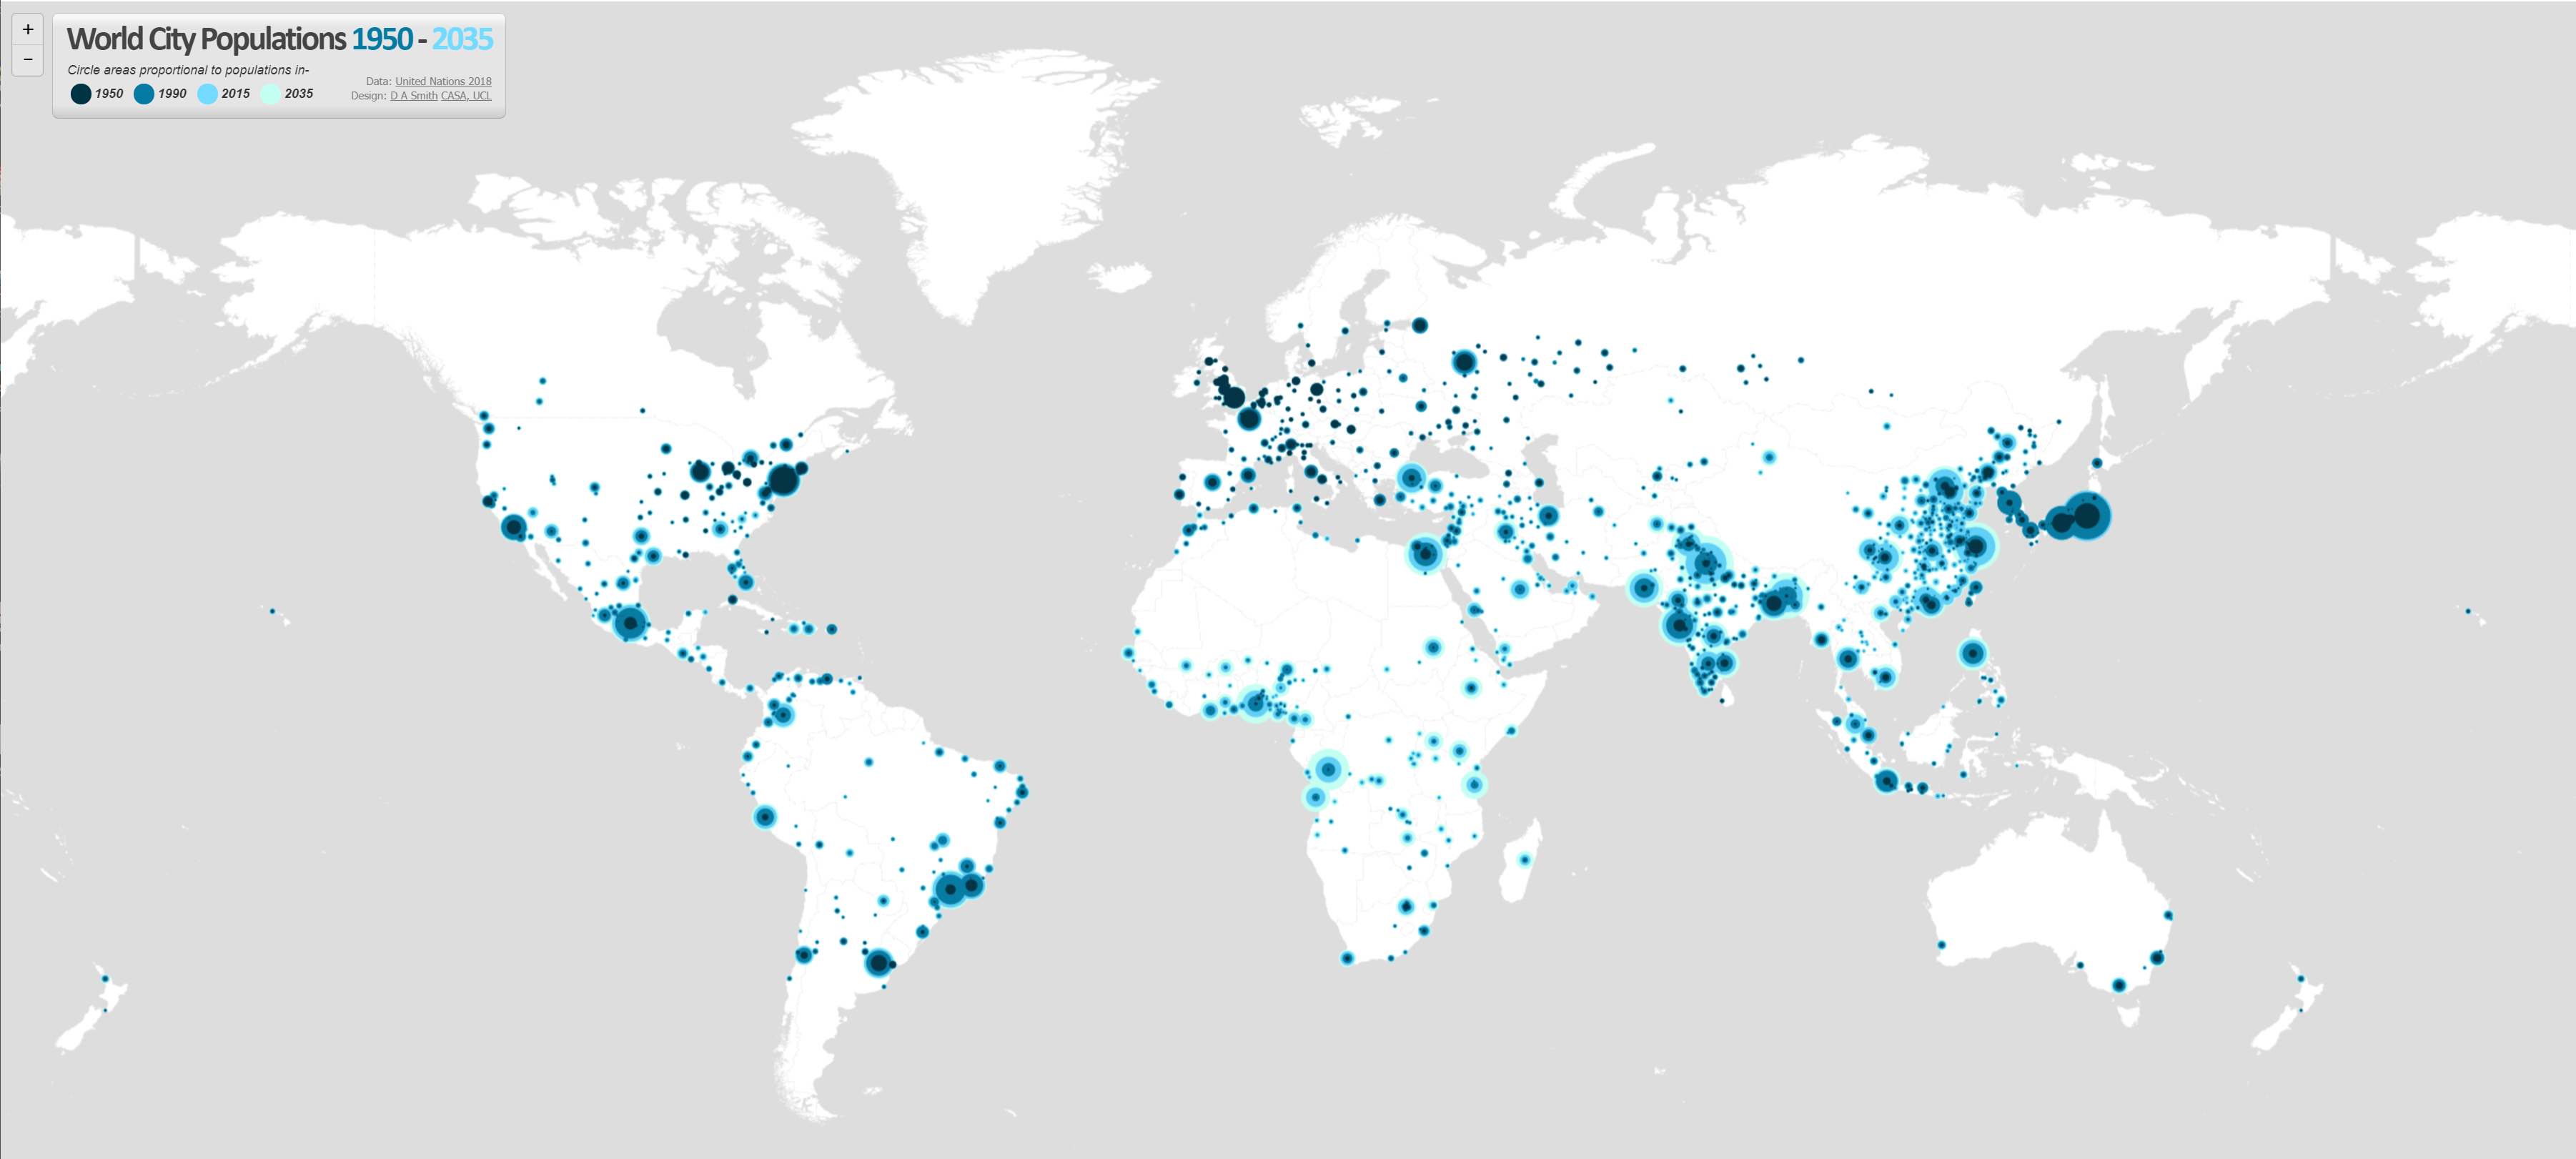 +
−
World City Populations 1950 - 2035
Circle areas proportional to populations in-
1950 1990 2015 2035
Data: United Nations 2018
Design: D A Smith CASA, UCL